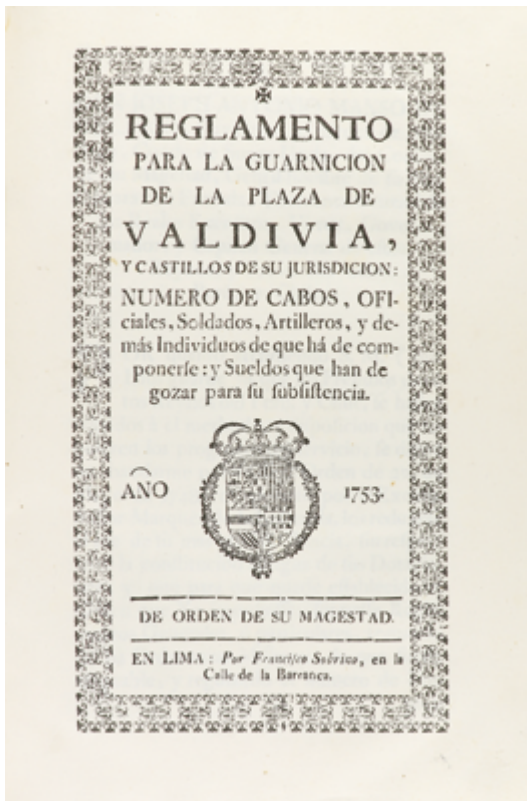 REGLAMENTO
PARA LA GUARNICION
DE LA PLAZA DE
VALDIVIA,
Y CASTILLOS DE SU JURISDICION:
NUMERO DE CABOS, OFI-
ciales, Soldados, Artilleros, y de-
más Individuos de que há de com-
ponerſe: y Sueldos que han de
gozar para ſu ſubſiſtencia.
AÑO 1753.
DE ORDEN DE SU MAGESTAD.
EN LIMA: Por Franciſco Sobrino, en la
Calle de la Barranca.